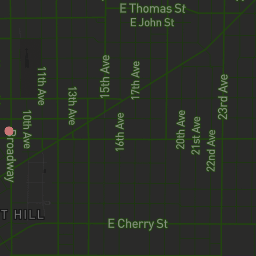 E Thomas St
E John St
11th Ave
15th Ave
17th Ave
13th Ave
23rd Ave
10th Ave
16th Ave
20th Ave
21st Ave
22nd Ave
Broadway
T HILL
E Cherry St